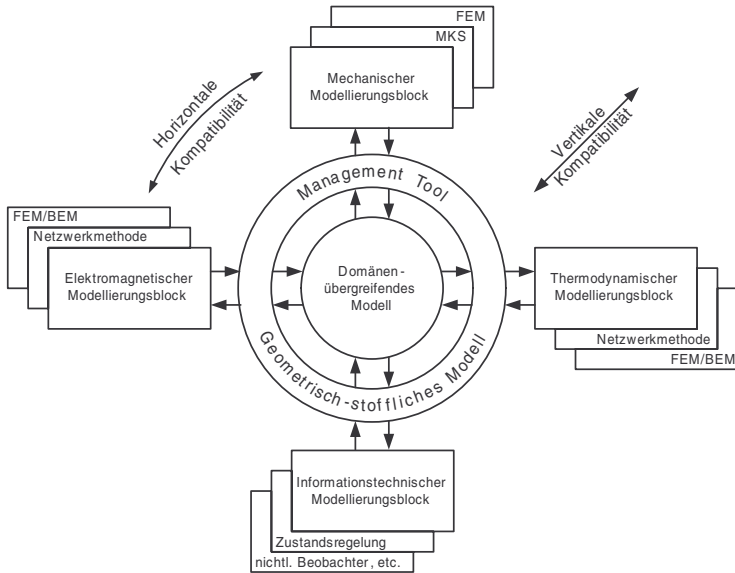 FEM
MKS
Mechanischer
Modellierungsblock
Horizontale
Kompatibilität
Vertikale
Kompatibilität
Management Tool
FEM/BEM
Netzwerkmethode
Elektromagnetischer
Modellierungsblock
Domänen-
übergreifendes
Modell
Thermodynamischer
Modellierungsblock
Netzwerkmethode
FEM/BEM
Geometrisch-stoffliches Modell
Informationstechnischer
Modellierungsblock
Zustandsregelung
nichtl. Beobachter, etc.